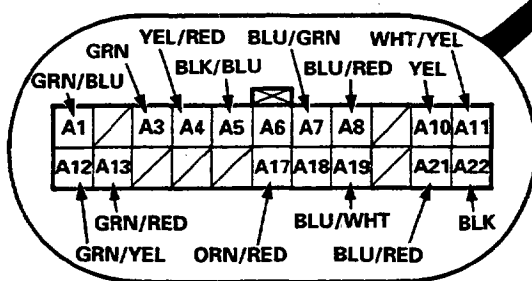 YEL/RED BLU/GRN WHT/YEL
GRN BLK/BLU BLU/RED YEL
GRN/BLU
A1 A3 A4 A5 A6 A7 A8 A10 A11
A12 A13 A17 A18 A19 A21 A22
GRN/RED BLU/WHT BLK
GRN/YEL ORN/RED BLU/RED